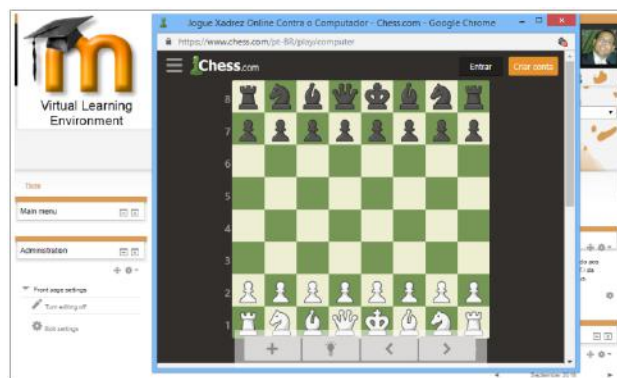 Jogue Xadrez Online Contra o Computador - Chess.com - Google Chrome
https://www.chess.com/pt-BR/play/computer
Chess.com
Entrar
Criar conta
Virtual Learning
Environment
Main menu
Administration
Front page settings
Turn editing off
Edit settings
8
7
6
5
4
3
2
1